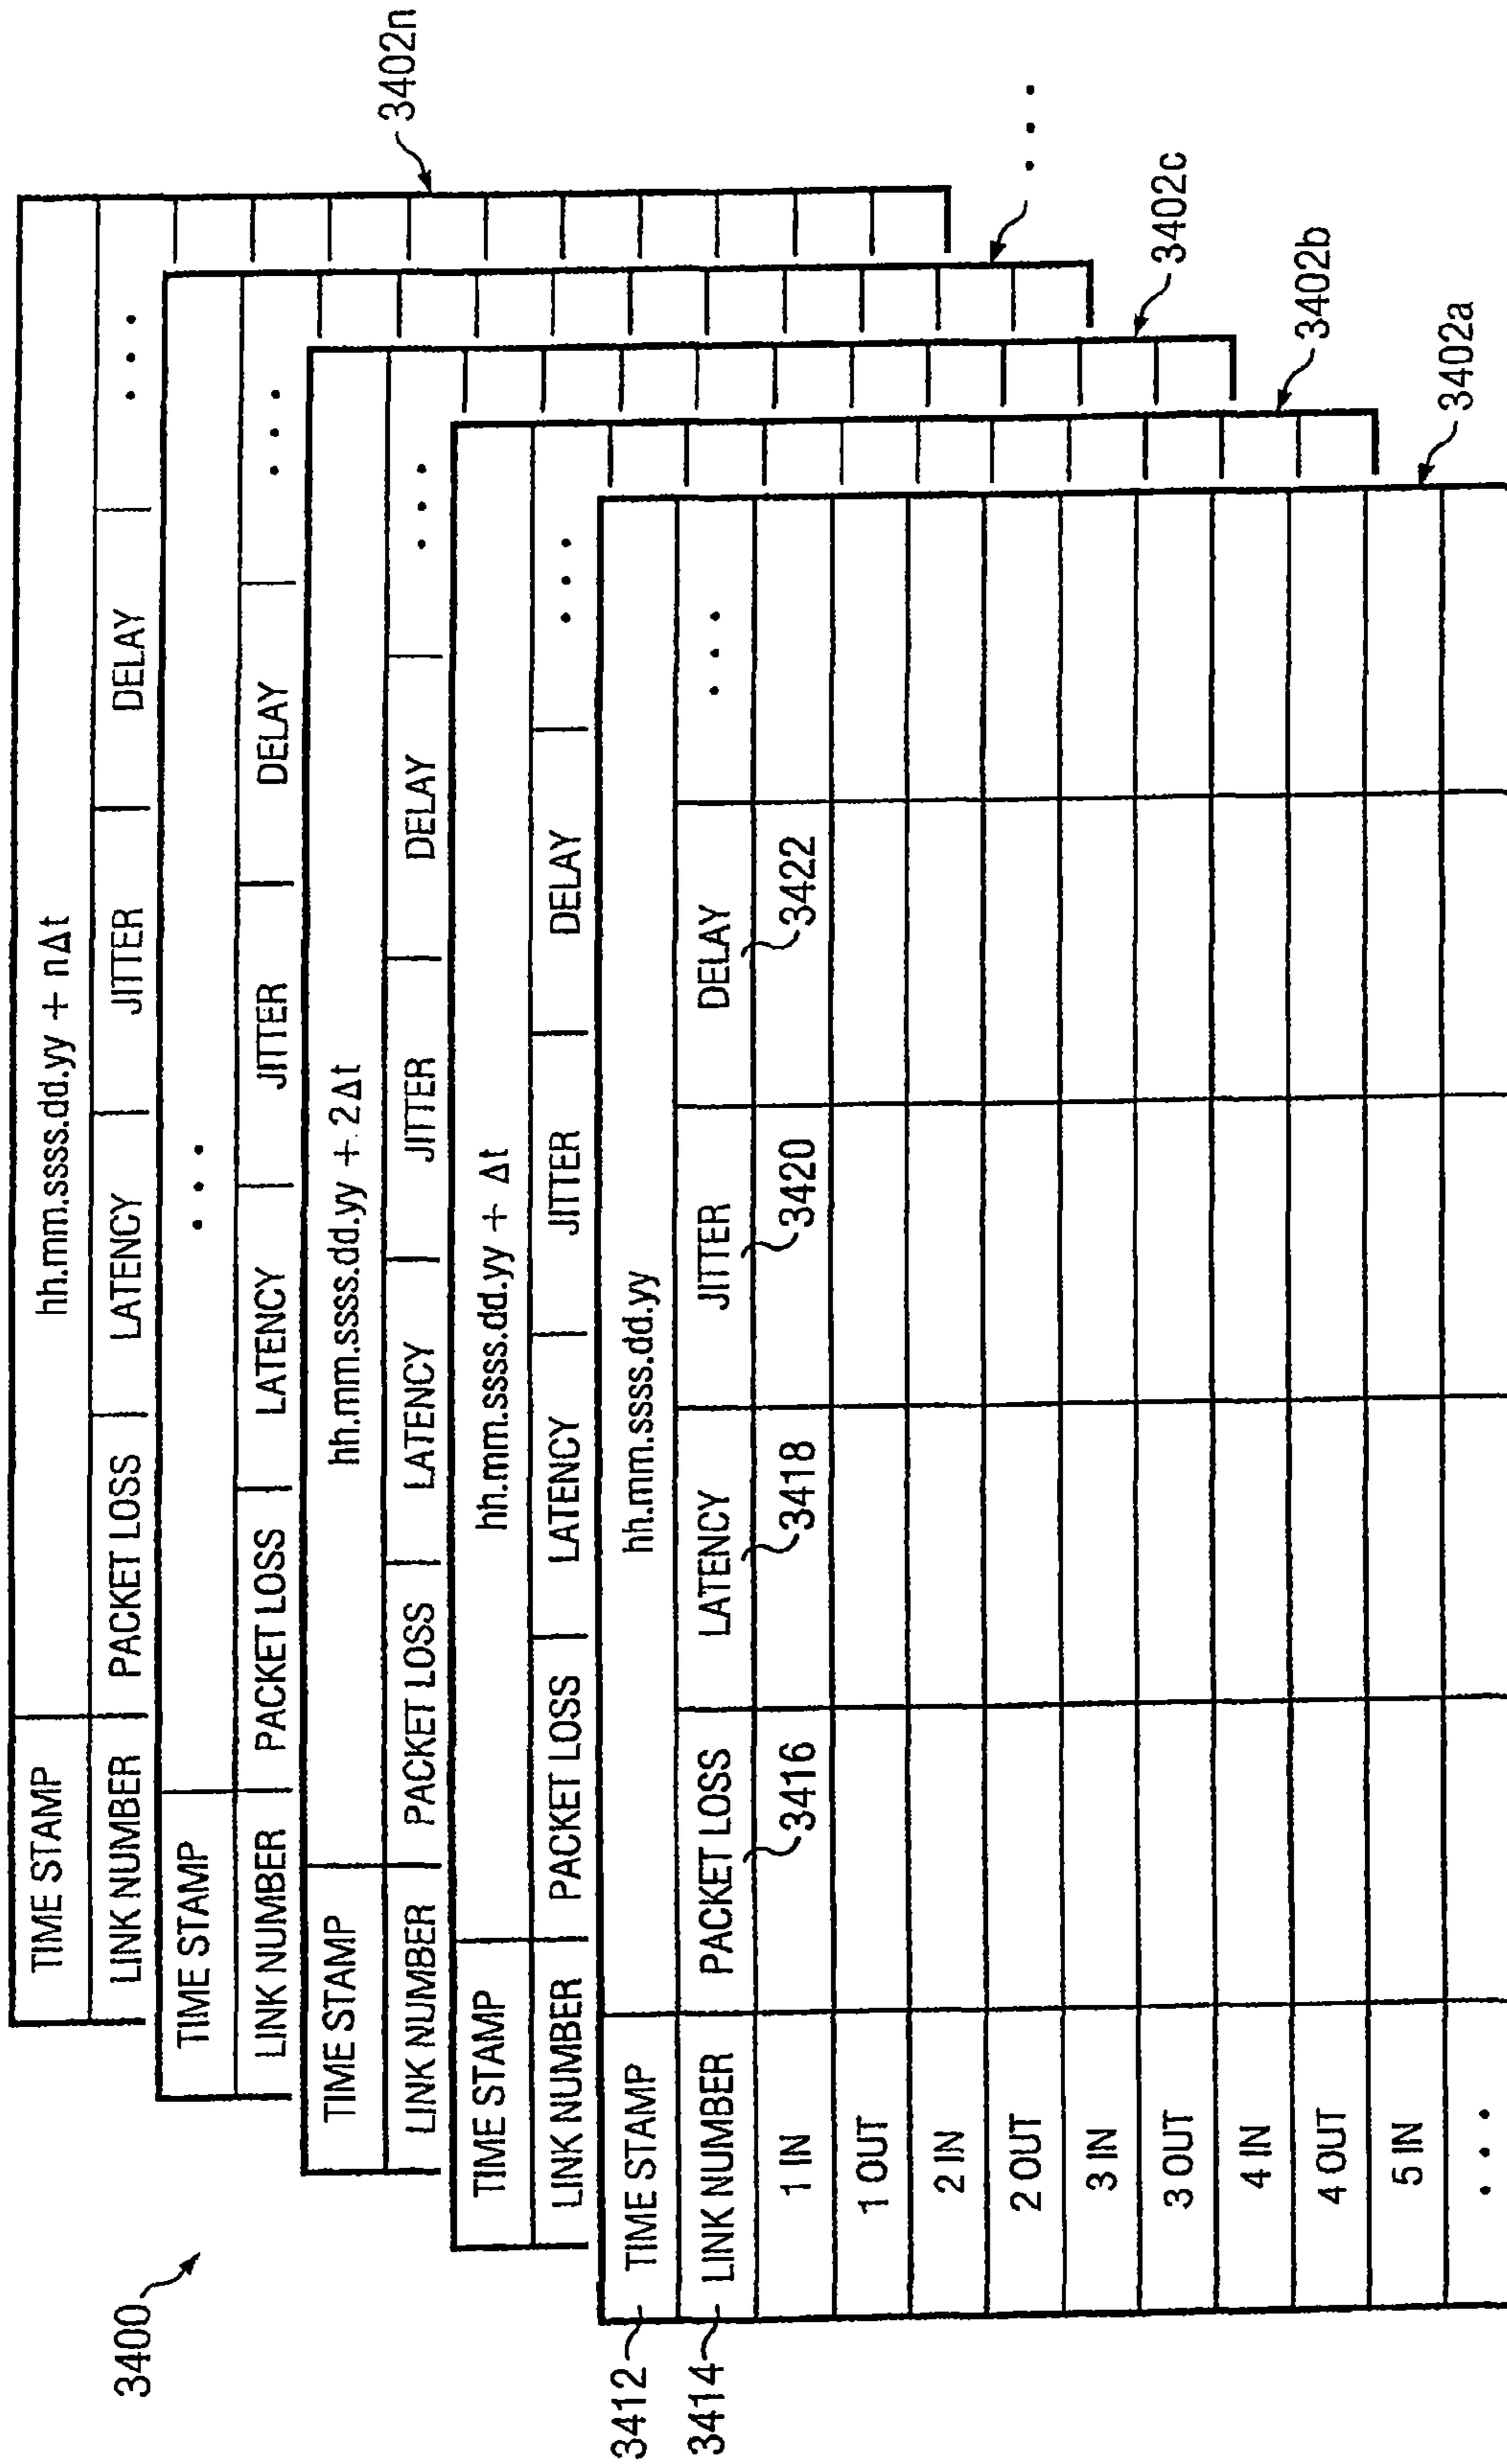 3400
TIME STAMP hh.mm.ssss.dd.yy + nΔt
LINK NUMBER PACKET LOSS LATENCY JITTER DELAY • • •
3402n
TIME STAMP • • •
LINK NUMBER PACKET LOSS LATENCY JITTER DELAY • • •
• • •
TIME STAMP hh.mm.ssss.dd.yy + 2Δt
LINK NUMBER PACKET LOSS LATENCY JITTER DELAY • • •
3402c
TIME STAMP hh.mm.ssss.dd.yy + Δt
LINK NUMBER PACKET LOSS LATENCY JITTER DELAY • • •
3402b
3412 TIME STAMP hh.mm.ssss.dd.yy
3414 LINK NUMBER PACKET LOSS LATENCY JITTER DELAY • • •
3416 3418 3420 3422
1 IN
1 OUT
2 IN
2 OUT
3 IN
3 OUT
4 IN
4 OUT
5 IN
3402a
• • •